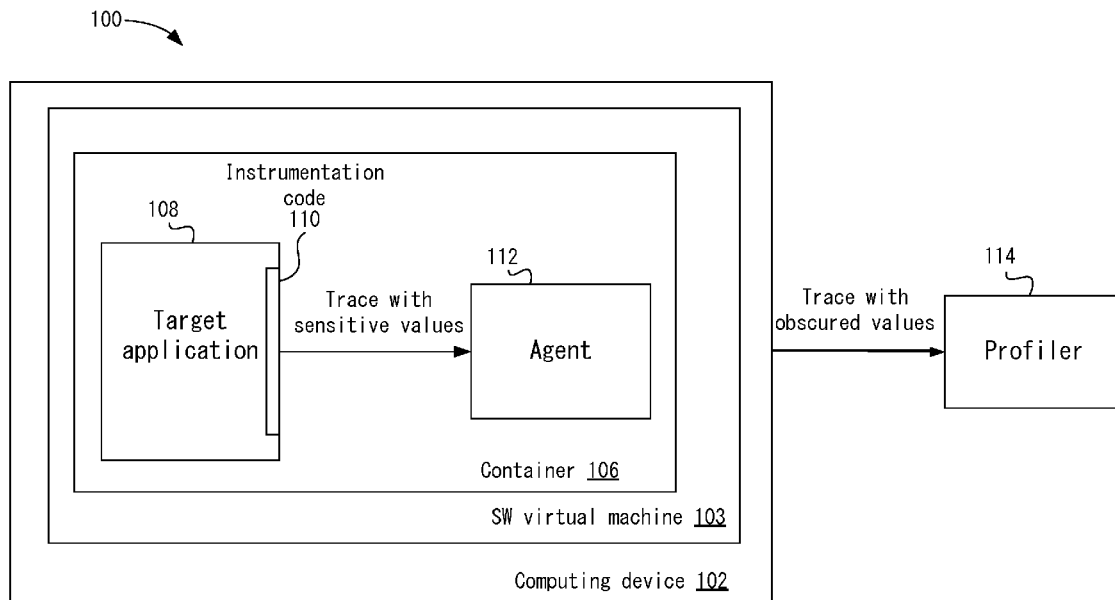 100
Instrumentation
code
110
108
Target
application
Trace with
sensitive values
112
Agent
Trace with
obscured values
114
Profiler
Container 106
SW virtual machine 103
Computing device 102